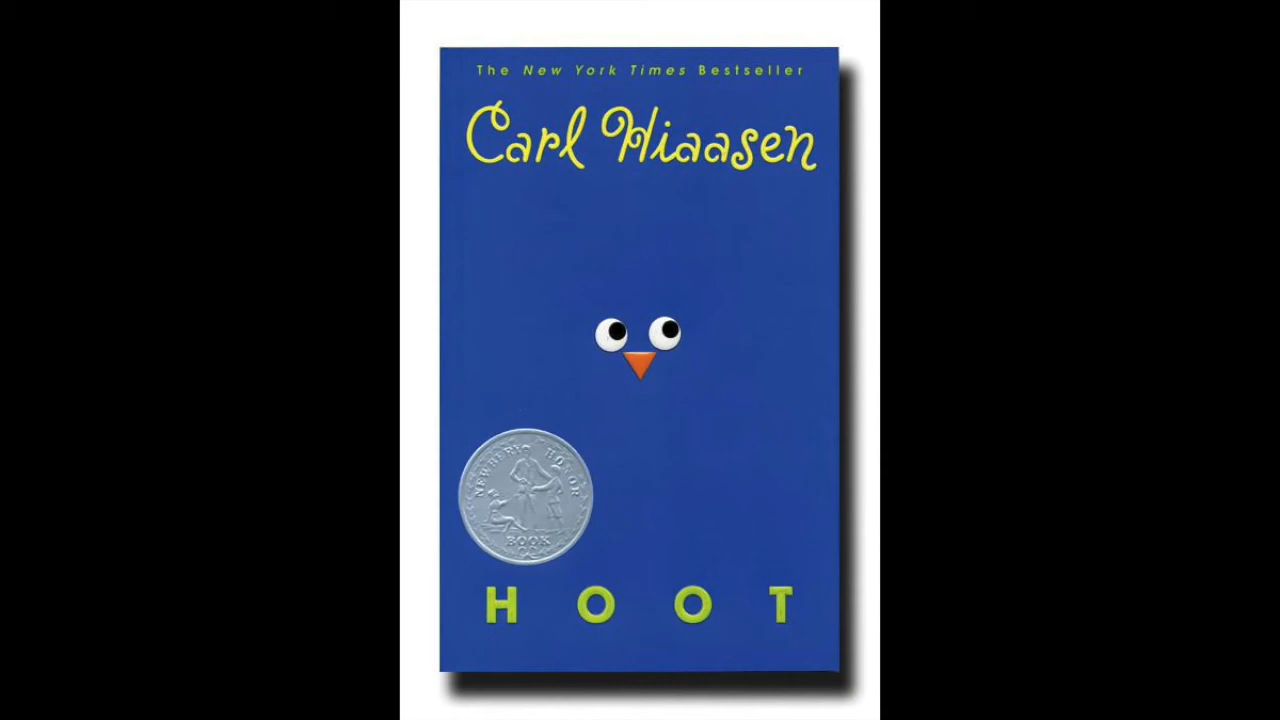 The New York Times Bestseller
Carl Hiaasen
NEWBERY HONOR
BOOK
HOOT